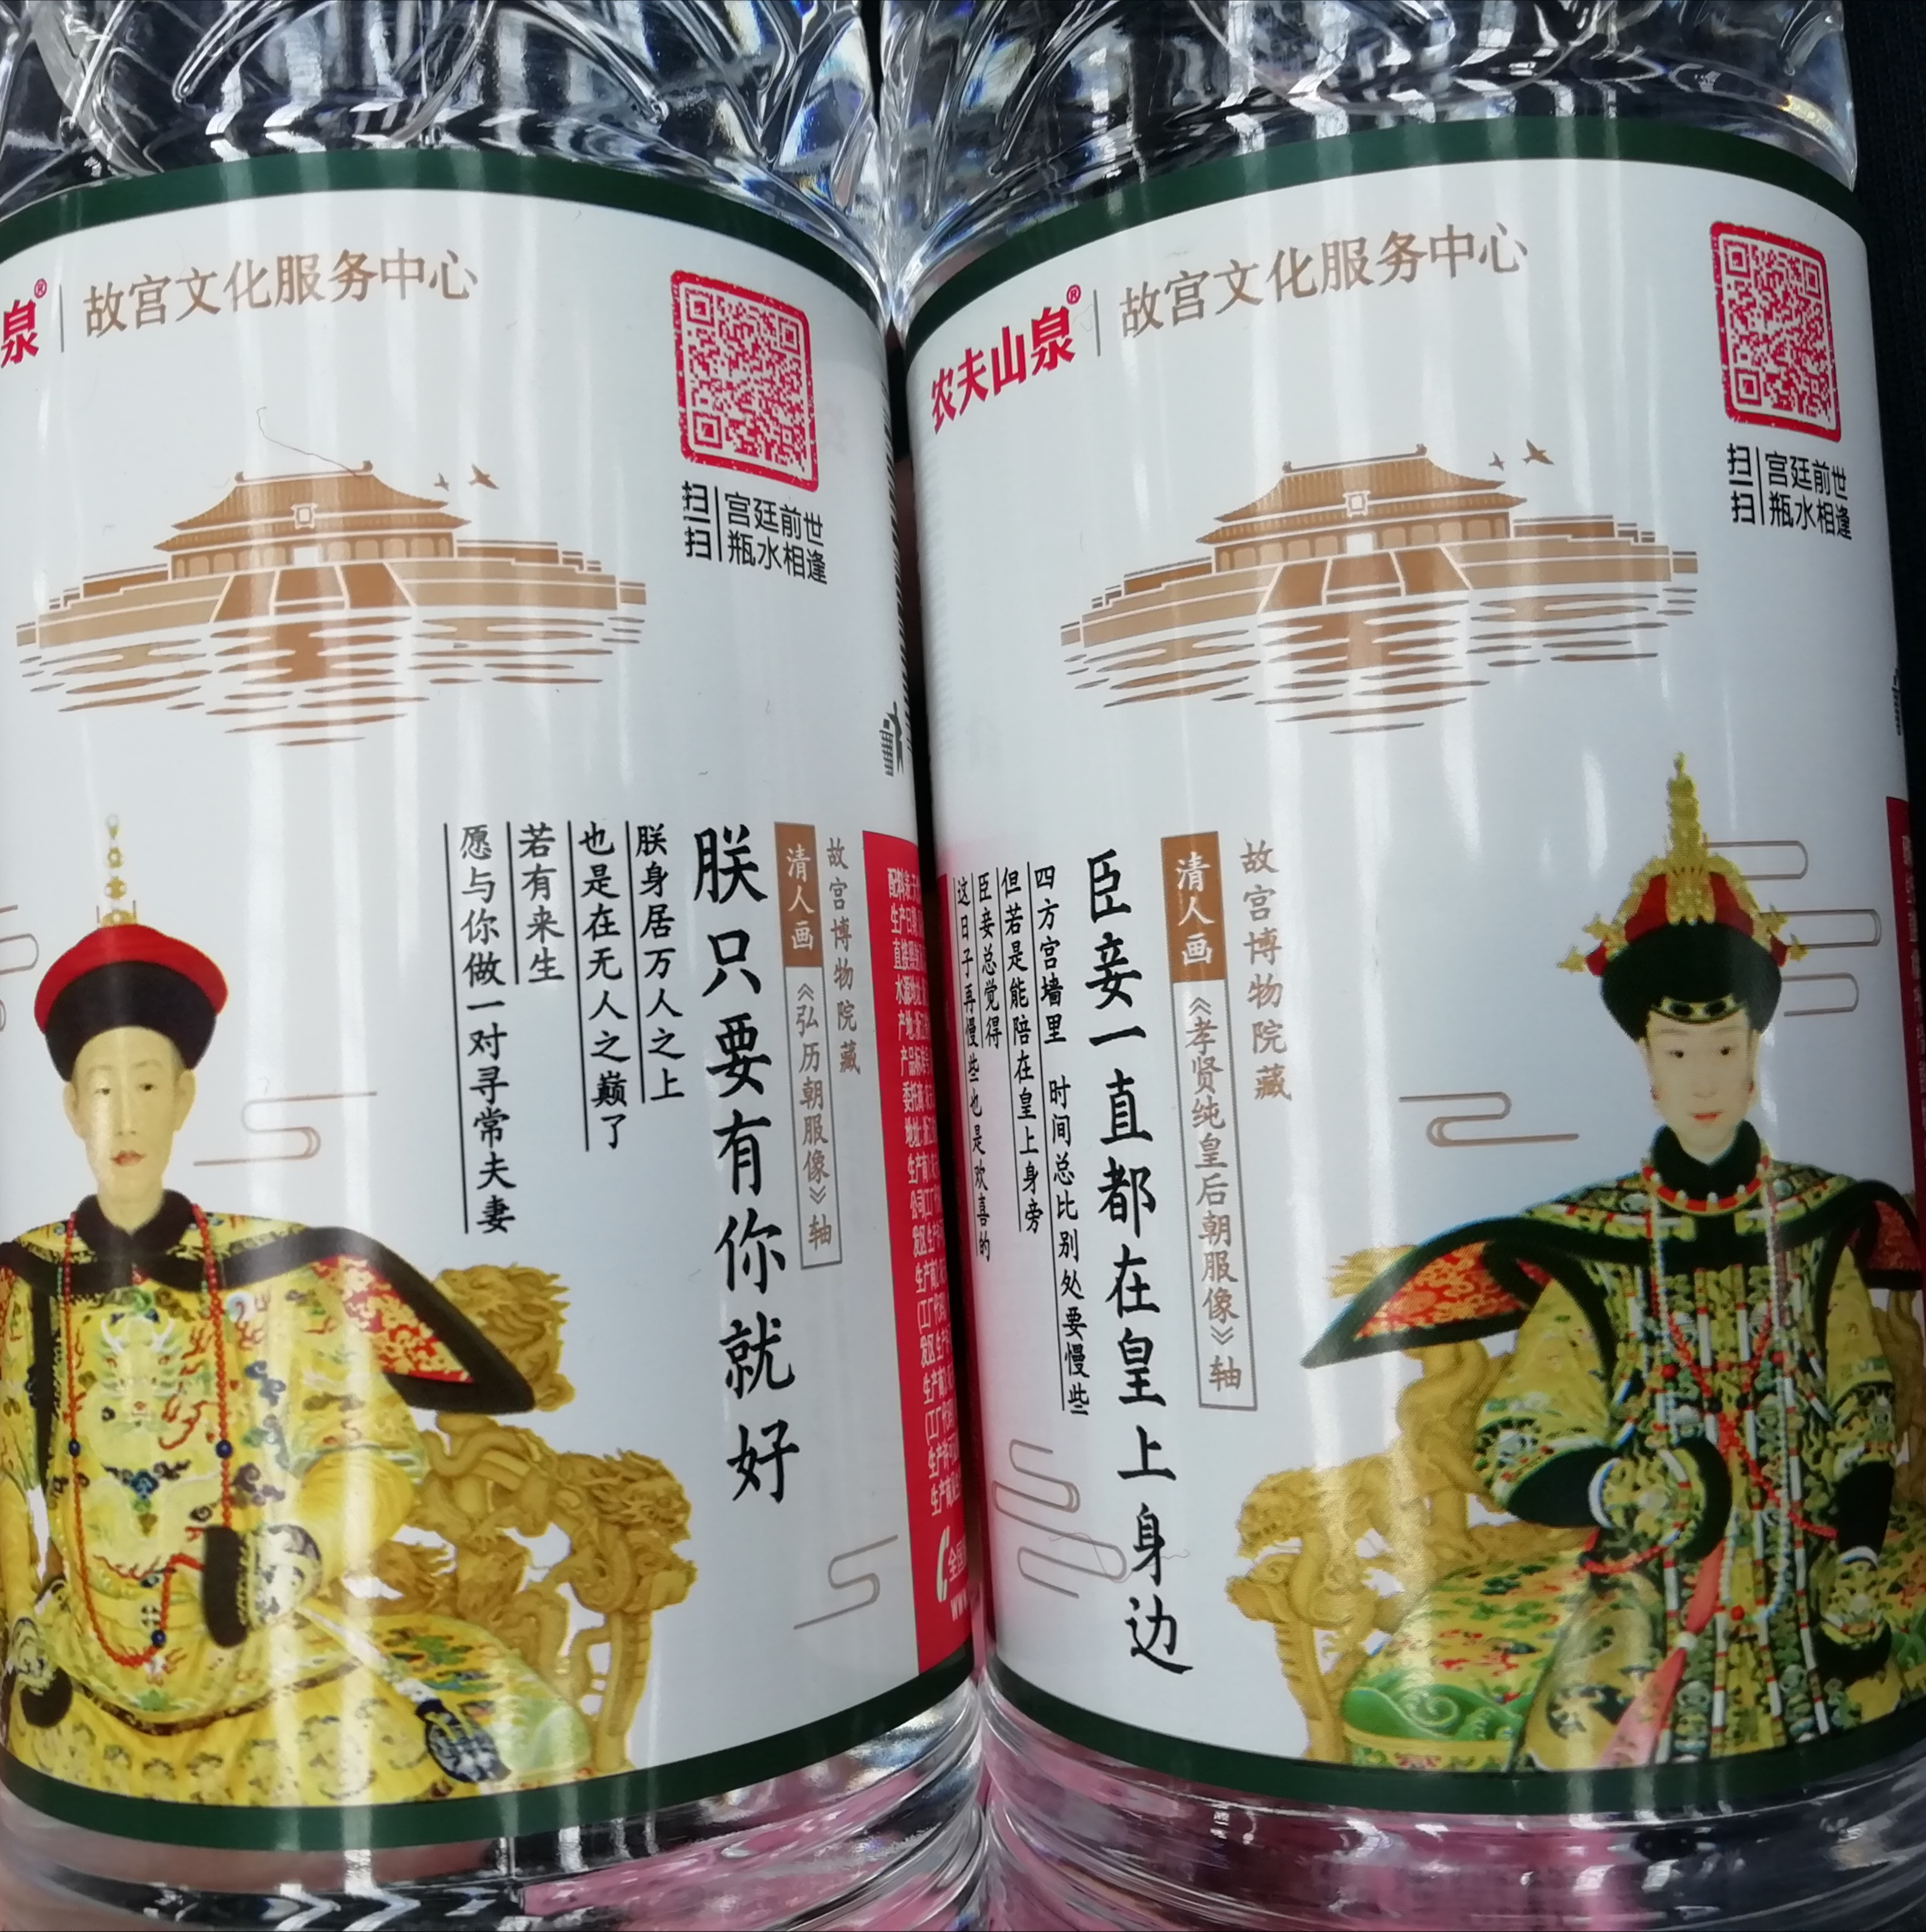 泉®
故宫文化服务中心
扫一扫
宫廷前世
瓶水相逢
故宫博物院藏
清人画
《弘历朝服像》轴
朕只要有你就好
朕身居万人之上
也是在无人之巅了
若有来生
愿与你做一对寻常夫妻
农夫山泉®
故宫文化服务中心
扫一扫
宫廷前世
瓶水相逢
故宫博物院藏
清人画
《孝贤纯皇后朝服像》轴
臣妾一直都在皇上身边
四方宫墙里 时间总比别处要慢些
但若是能陪在皇上身旁
臣妾总觉得
这日子再慢些也是欢喜的